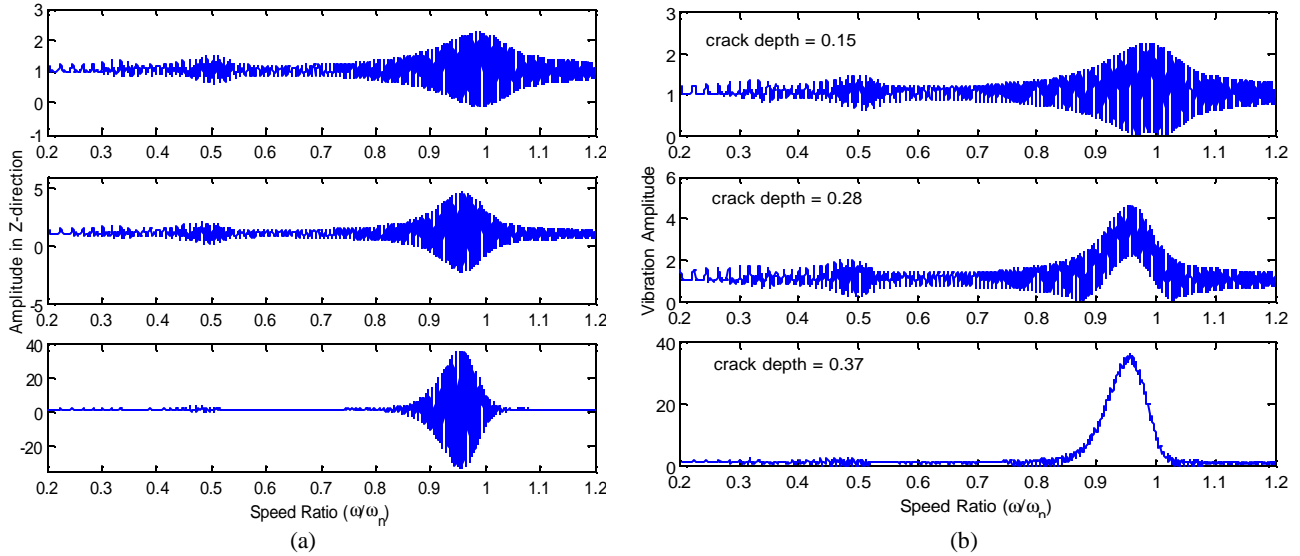 3
2
1
0
-1
0.2 0.3 0.4 0.5 0.6 0.7 0.8 0.9 1 1.1 1.2
5
0
-5
0.2 0.3 0.4 0.5 0.6 0.7 0.8 0.9 1 1.1 1.2
40
20
0
-20
0.2 0.3 0.4 0.5 0.6 0.7 0.8 0.9 1 1.1 1.2
Amplitude in Z-direction
Speed Ratio (ω/ωn)
(a)
3
crack depth = 0.15
2
1
0
0.2 0.3 0.4 0.5 0.6 0.7 0.8 0.9 1 1.1 1.2
6
crack depth = 0.28
4
2
0
0.2 0.3 0.4 0.5 0.6 0.7 0.8 0.9 1 1.1 1.2
40
crack depth = 0.37
20
0
0.2 0.3 0.4 0.5 0.6 0.7 0.8 0.9 1 1.1 1.2
Vibration Amplitude
Speed Ratio (ω/ωn)
(b)